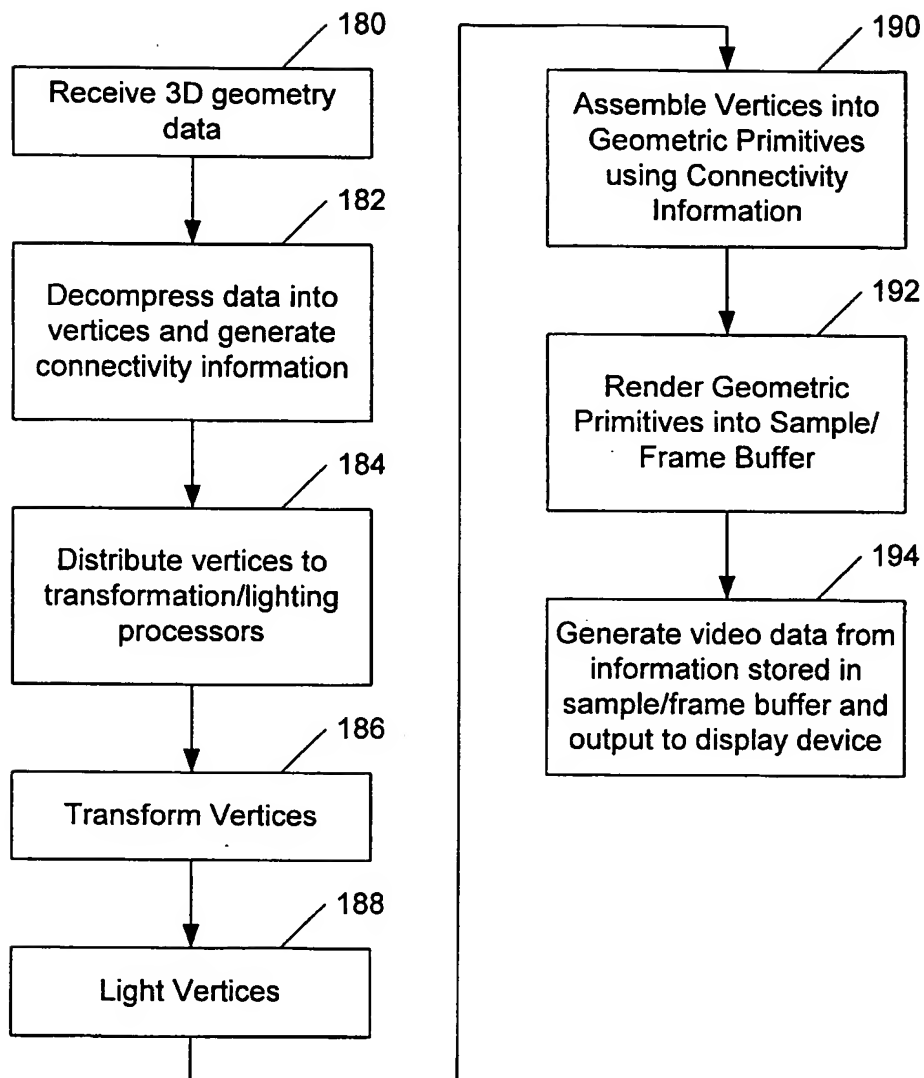 180
Receive 3D geometry
data
182
Decompress data into
vertices and generate
connectivity information
184
Distribute vertices to
transformation/lighting
processors
186
Transform Vertices
188
Light Vertices
190
Assemble Vertices into
Geometric Primitives
using Connectivity
Information
192
Render Geometric
Primitives into Sample/
Frame Buffer
194
Generate video data from
information stored in
sample/frame buffer and
output to display device